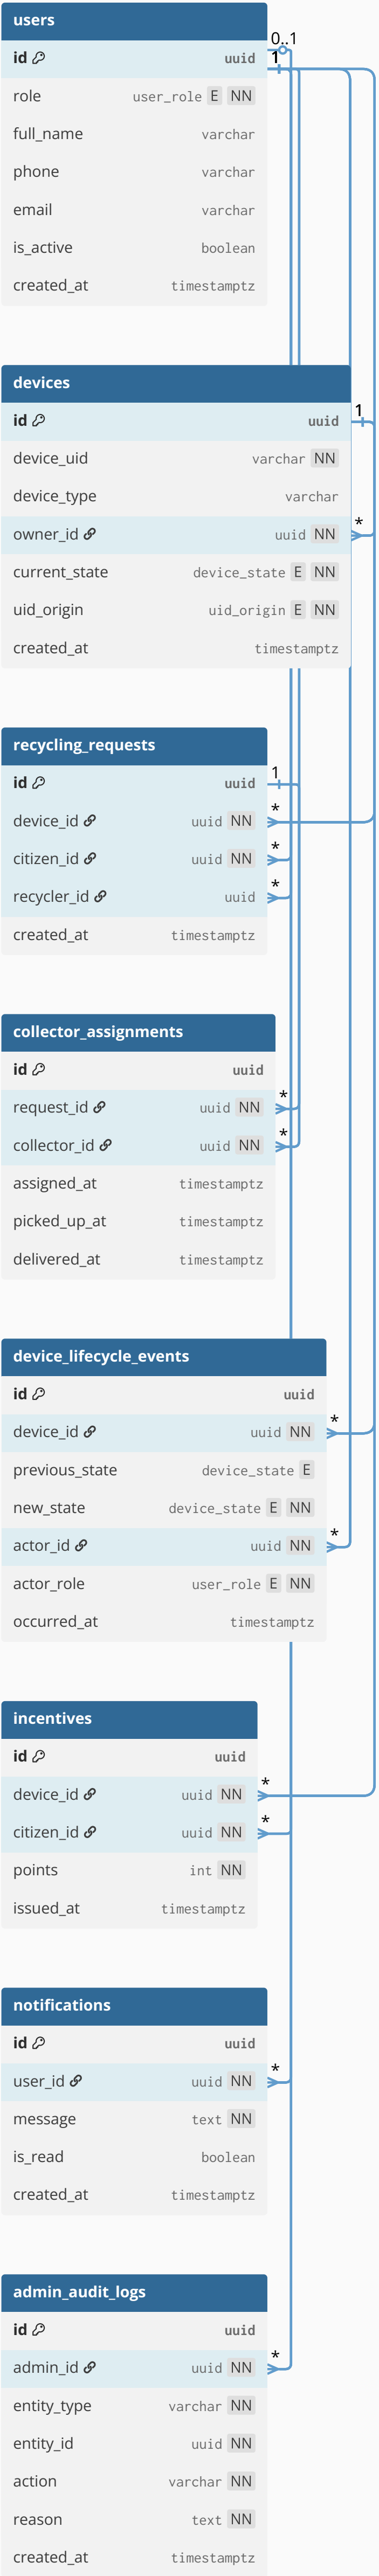 users
0..1
id uuid 1
role user_role E NN
full_name varchar
phone varchar
email varchar
is_active boolean
created_at timestamptz
devices
id uuid 1
device_uid varchar NN
device_type varchar
owner_id uuid NN *
current_state device_state E NN
uid_origin uid_origin E NN
created_at timestamptz
recycling_requests
id uuid 1
device_id uuid NN *
citizen_id uuid NN *
recycler_id uuid *
created_at timestamptz
collector_assignments
id uuid
request_id uuid NN *
collector_id uuid NN *
assigned_at timestamptz
picked_up_at timestamptz
delivered_at timestamptz
device_lifecycle_events
id uuid
device_id uuid NN *
previous_state device_state E
new_state device_state E NN
actor_id uuid NN *
actor_role user_role E NN
occurred_at timestamptz
incentives
id uuid
device_id uuid NN *
citizen_id uuid NN *
points int NN
issued_at timestamptz
notifications
id uuid
user_id uuid NN *
message text NN
is_read boolean
created_at timestamptz
admin_audit_logs
id uuid
admin_id uuid NN *
entity_type varchar NN
entity_id uuid NN
action varchar NN
reason text NN
created_at timestamptz